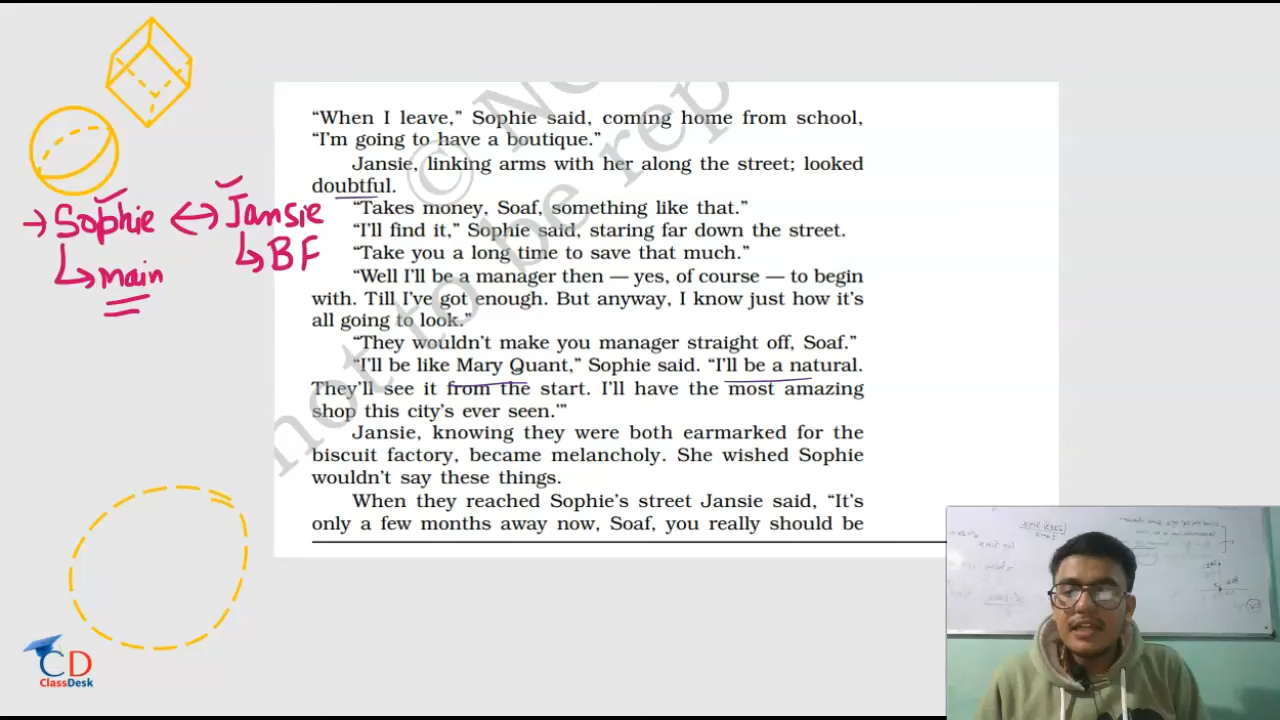 “When I leave,” Sophie said, coming home from school,
“I’m going to have a boutique.”
Jansie, linking arms with her along the street; looked
doubtful.
“Takes money, Soaf, something like that.”
“I’ll find it,” Sophie said, staring far down the street.
“Take you a long time to save that much.”
“Well I’ll be a manager then — yes, of course — to begin
with. Till I’ve got enough. But anyway, I know just how it’s
all going to look.”
“They wouldn’t make you manager straight off, Soaf.”
“I’ll be like Mary Quant,” Sophie said. “I’ll be a natural.
They’ll see it from the start. I’ll have the most amazing
shop this city’s ever seen.’”
Jansie, knowing they were both earmarked for the
biscuit factory, became melancholy. She wished Sophie
wouldn’t say these things.
When they reached Sophie’s street Jansie said, “It’s
only a few months away now, Soaf, you really should be
→ Sophie ↔ Jansie
↳ main
↳ BF
© N
not to be rep
CD
ClassDesk